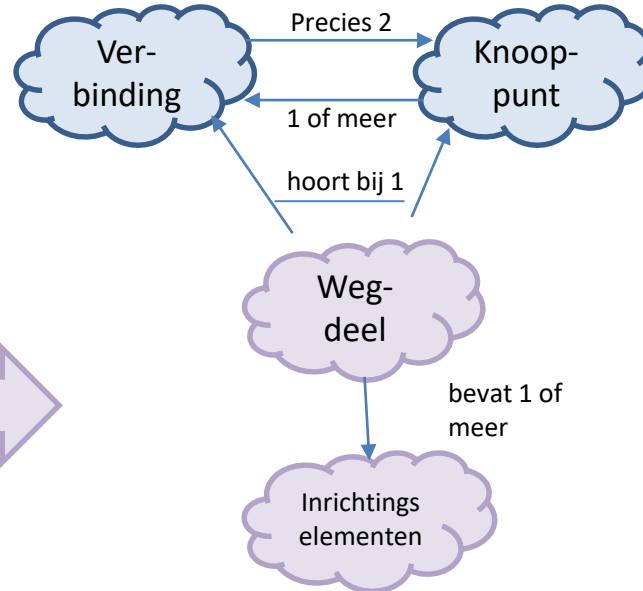 Precies 2
Ver-
binding
Knoop-
punt
1 of meer
hoort bij 1
Weg-
deel
bevat 1 of
meer
Inrichtings
elementen